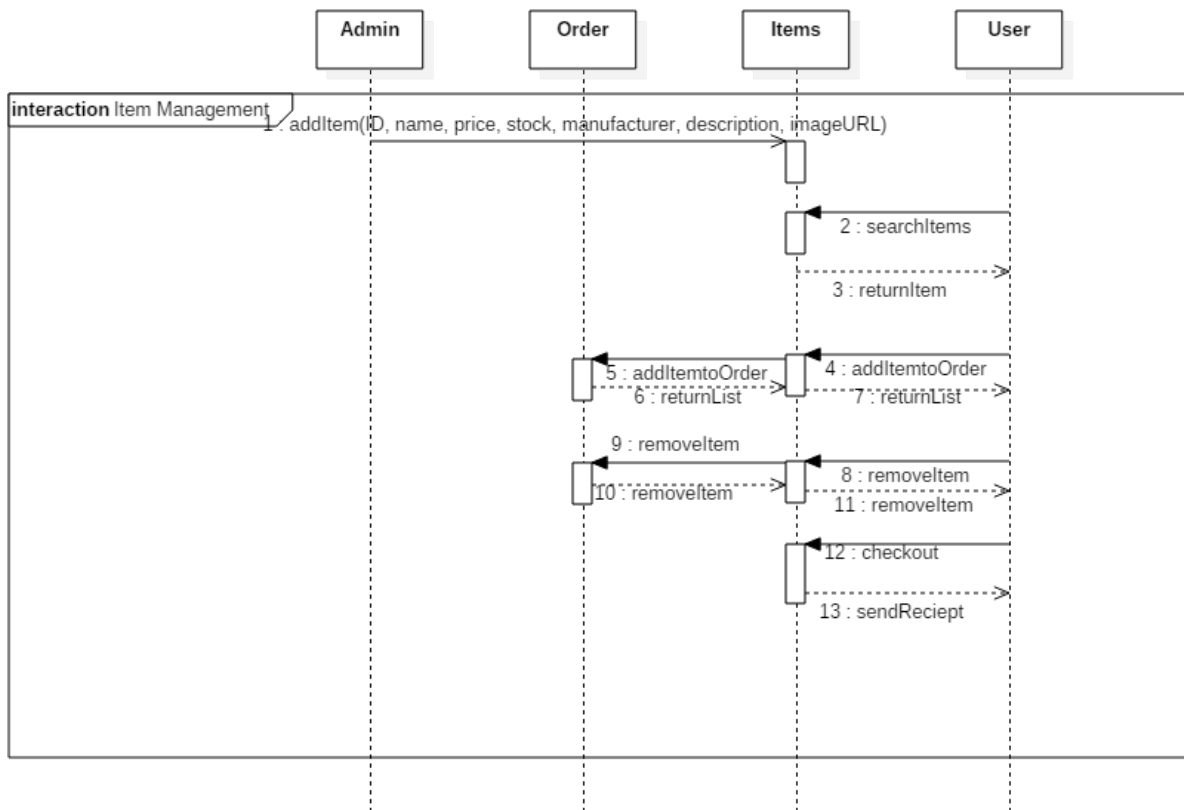 Admin
Order
Items
User
interaction Item Management
1 : addItem(ID, name, price, stock, manufacturer, description, imageURL)
2 : searchItems
3 : returnItem
4 : addItemtoOrder
5 : addItemtoOrder
6 : returnList
7 : returnList
9 : removeItem
8 : removeItem
10 : removeItem
11 : removeItem
12 : checkout
13 : sendReciept